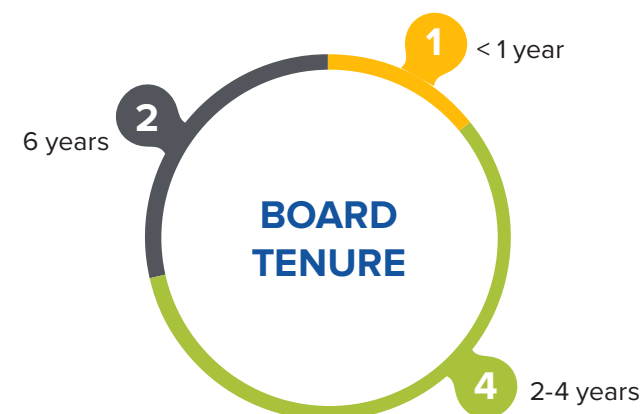 1
< 1 year
2
6 years
BOARD
TENURE
4
2-4 years